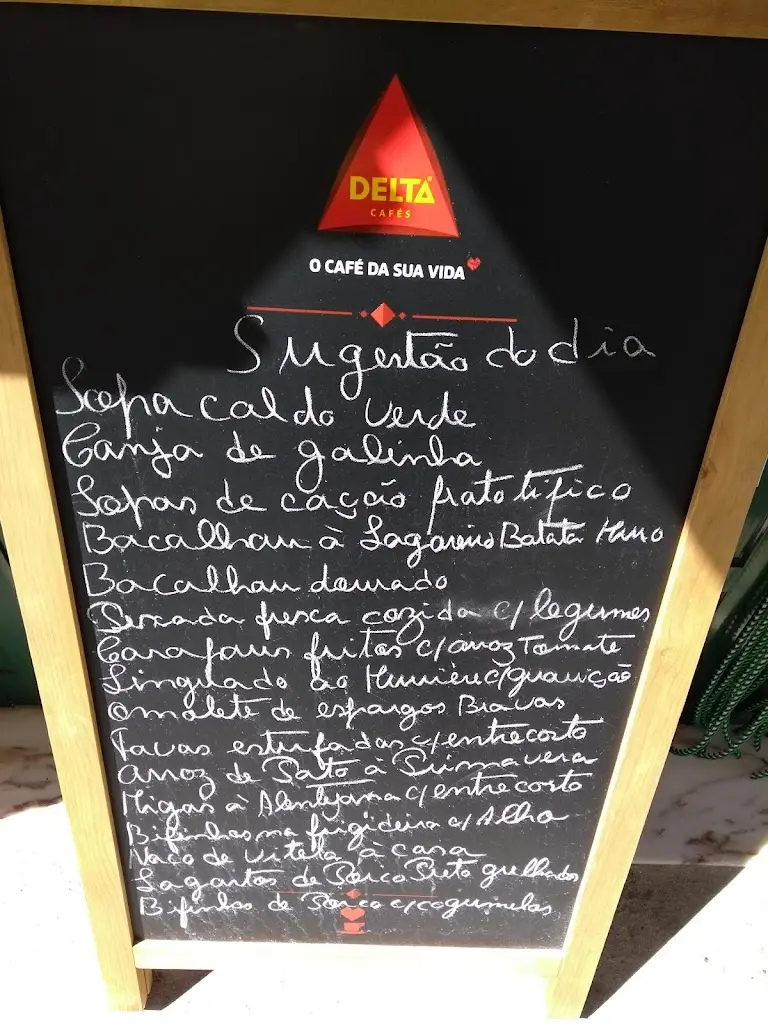 DELTA
CAFÉS
O CAFÉ DA SUA VIDA
Sugestão do dia
Sopa caldo verde
Canja de galinha
Sopas de cação prato tifico
Bacalhau à Lagareiro Batata Muro
Bacalhau dourado
Pescada fresca cozida c/ legumes
Carapaus fritos c/ arroz Tomate
Linguado ao Muniére c/ guarnição
Omolete de espargos Bravos
Favas estufadas c/ entrecosto
Arroz de Pato à Primavera
Migas à Alentejana c/ entrecosto
Bifinhos na frigideira c/ Alho
Naco de vitela à casa
Lagartos de Porco Preto grelhados
Bifinhos de Porco c/ cogumelos